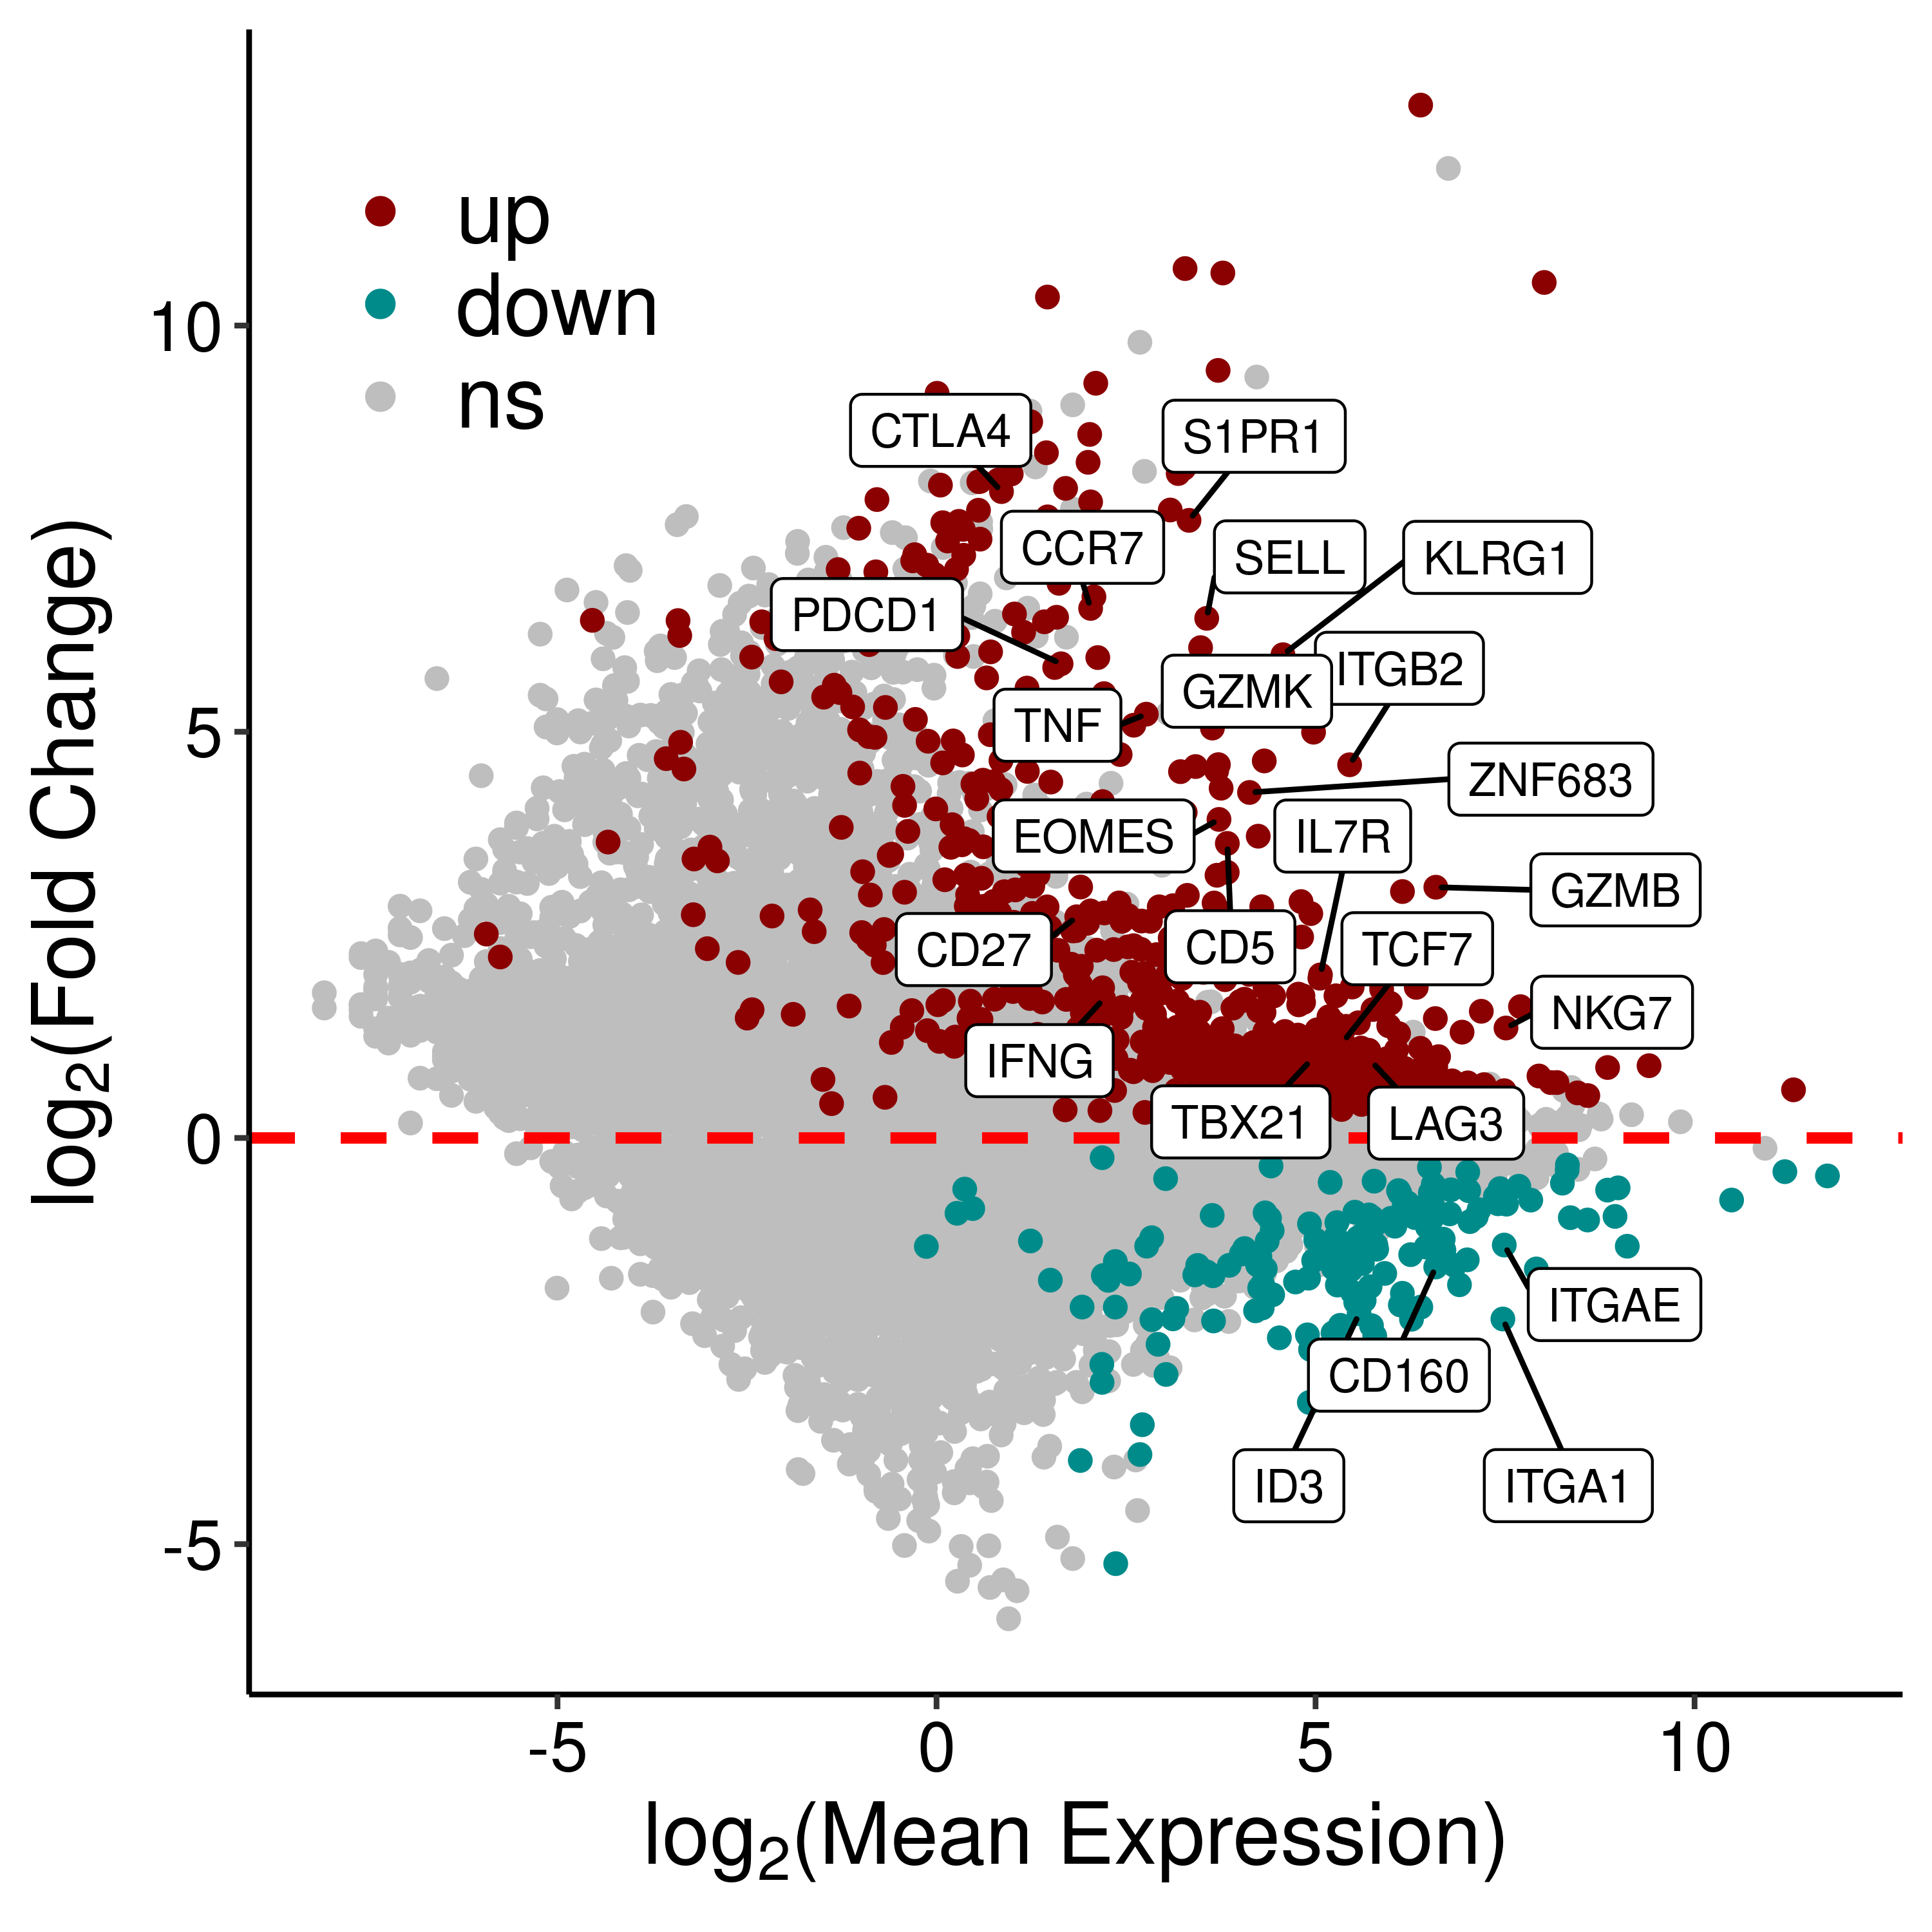 up
down
ns
10
5
0
-5
log2(Fold Change)
CTLA4
S1PR1
CCR7
SELL
KLRG1
PDCD1
ITGB2
GZMK
TNF
ZNF683
EOMES
IL7R
GZMB
CD27
CD5
TCF7
NKG7
IFNG
TBX21
LAG3
ITGAE
CD160
ID3
ITGA1
-5
0
5
10
log2(Mean Expression)